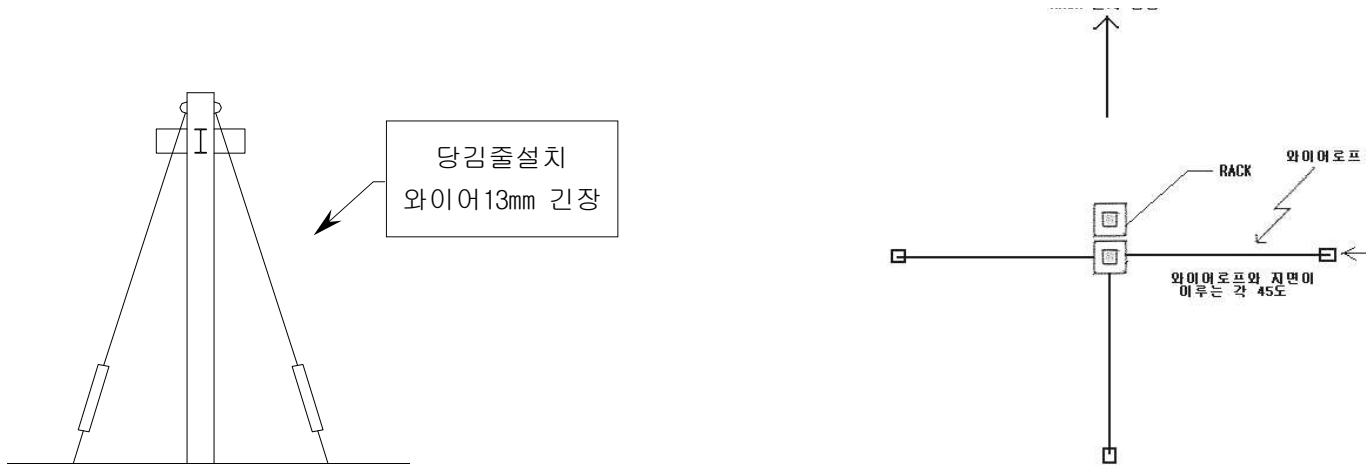 당김줄설치
와이어13mm 긴장
RACK
와이어로프
와이어로프와 지면이
이루는 각 45도